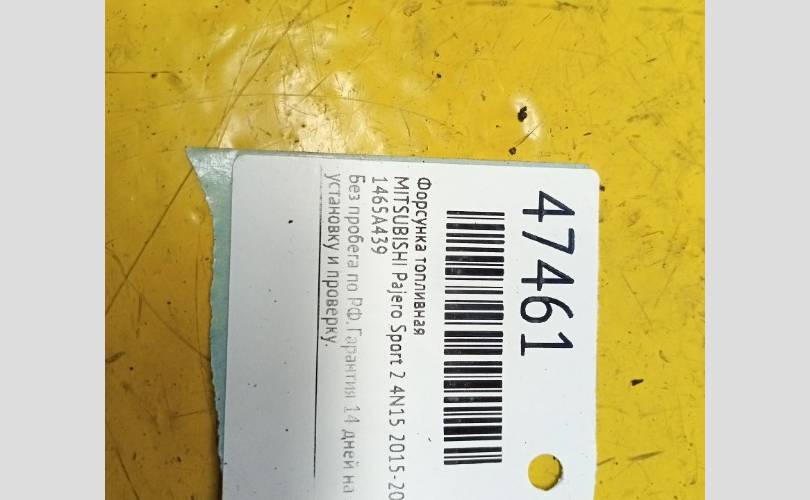 47461
Форсунка топливная
MITSUBISHI Pajero Sport 2 4N15 2015-20
1465A439
Без пробега по РФ.Гарантия 14 дней на
установку и проверку.